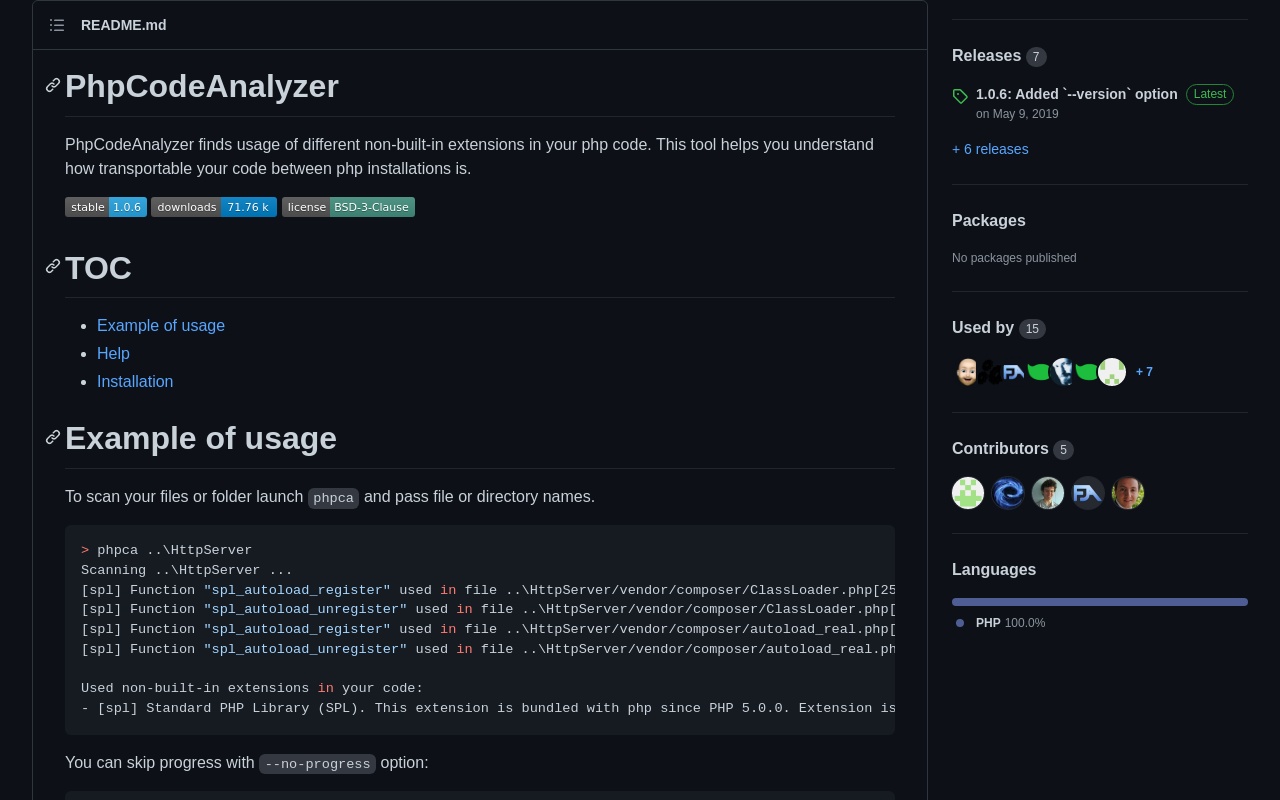 README.md
PhpCodeAnalyzer
PhpCodeAnalyzer finds usage of different non-built-in extensions in your php code. This tool helps you understand
how transportable your code between php installations is.
stable 1.0.6 downloads 71.76 k license BSD-3-Clause
TOC
Example of usage
Help
Installation
Example of usage
To scan your files or folder launch phpca and pass file or directory names.
> phpca ..\HttpServer
Scanning ..\HttpServer ...
[spl] Function "spl_autoload_register" used in file ..\HttpServer/vendor/composer/ClassLoader.php[25
[spl] Function "spl_autoload_unregister" used in file ..\HttpServer/vendor/composer/ClassLoader.php[
[spl] Function "spl_autoload_register" used in file ..\HttpServer/vendor/composer/autoload_real.php[
[spl] Function "spl_autoload_unregister" used in file ..\HttpServer/vendor/composer/autoload_real.ph
Used non-built-in extensions in your code:
- [spl] Standard PHP Library (SPL). This extension is bundled with php since PHP 5.0.0. Extension is
You can skip progress with --no-progress option:
Releases 7
1.0.6: Added `--version` option Latest
on May 9, 2019
+ 6 releases
Packages
No packages published
Used by 15
+ 7
Contributors 5
Languages
PHP 100.0%